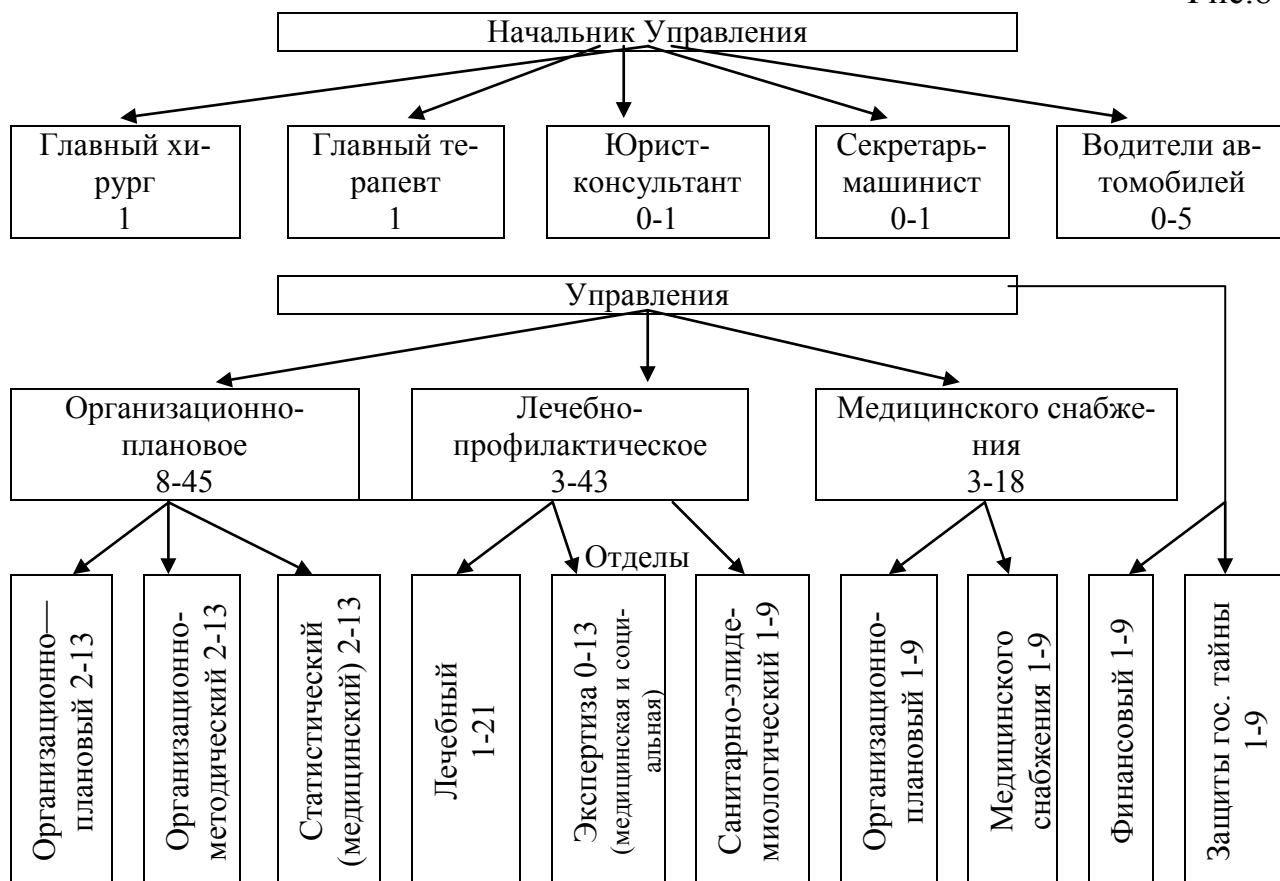 Начальник Управления
Главный хи-
рург
1
Главный те-
рапевт
1
Юрист-
консультант
0-1
Секретарь-
машинист
0-1
Водители ав-
томобилей
0-5
Управления
Организационно-
плановое
8-45
Лечебно-
профилактическое
3-43
Медицинского снабже-
ния
3-18
Отделы
Организационно—
плановый 2-13
Организационно-
методический 2-13
Статистический
(медицинский) 2-13
Лечебный
1-21
Экспертиза 0-13
(медицинская и соци-
альная)
Санитарно-эпиде-
миологический 1-9
Организационно-
плановый 1-9
Медицинского
снабжения 1-9
Финансовый 1-9
Защиты гос. тайны
1-9